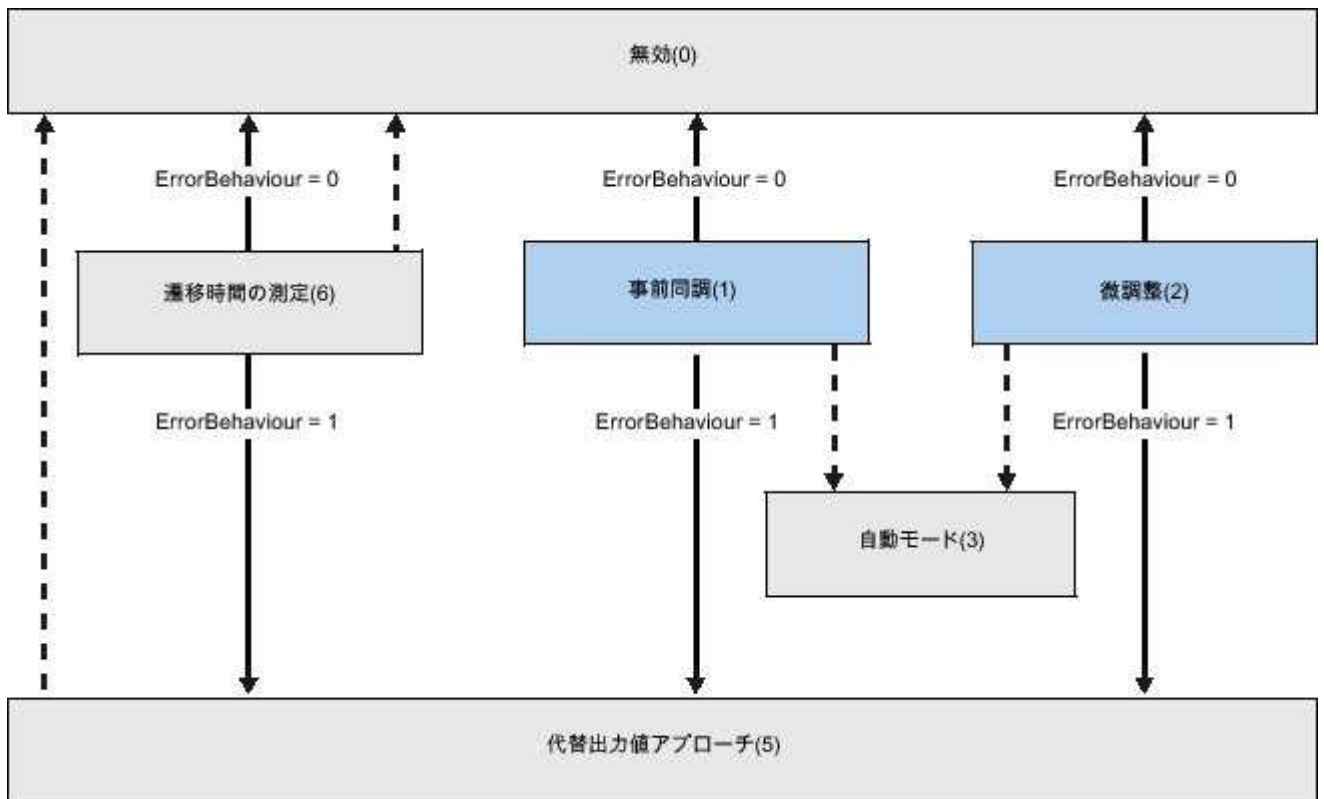 無効(0)
ErrorBehaviour = 0
ErrorBehaviour = 0
ErrorBehaviour = 0
遷移時間の測定(6)
事前同調(1)
微調整(2)
ErrorBehaviour = 1
ErrorBehaviour = 1
ErrorBehaviour = 1
自動モード(3)
代替出力値アプローチ(5)